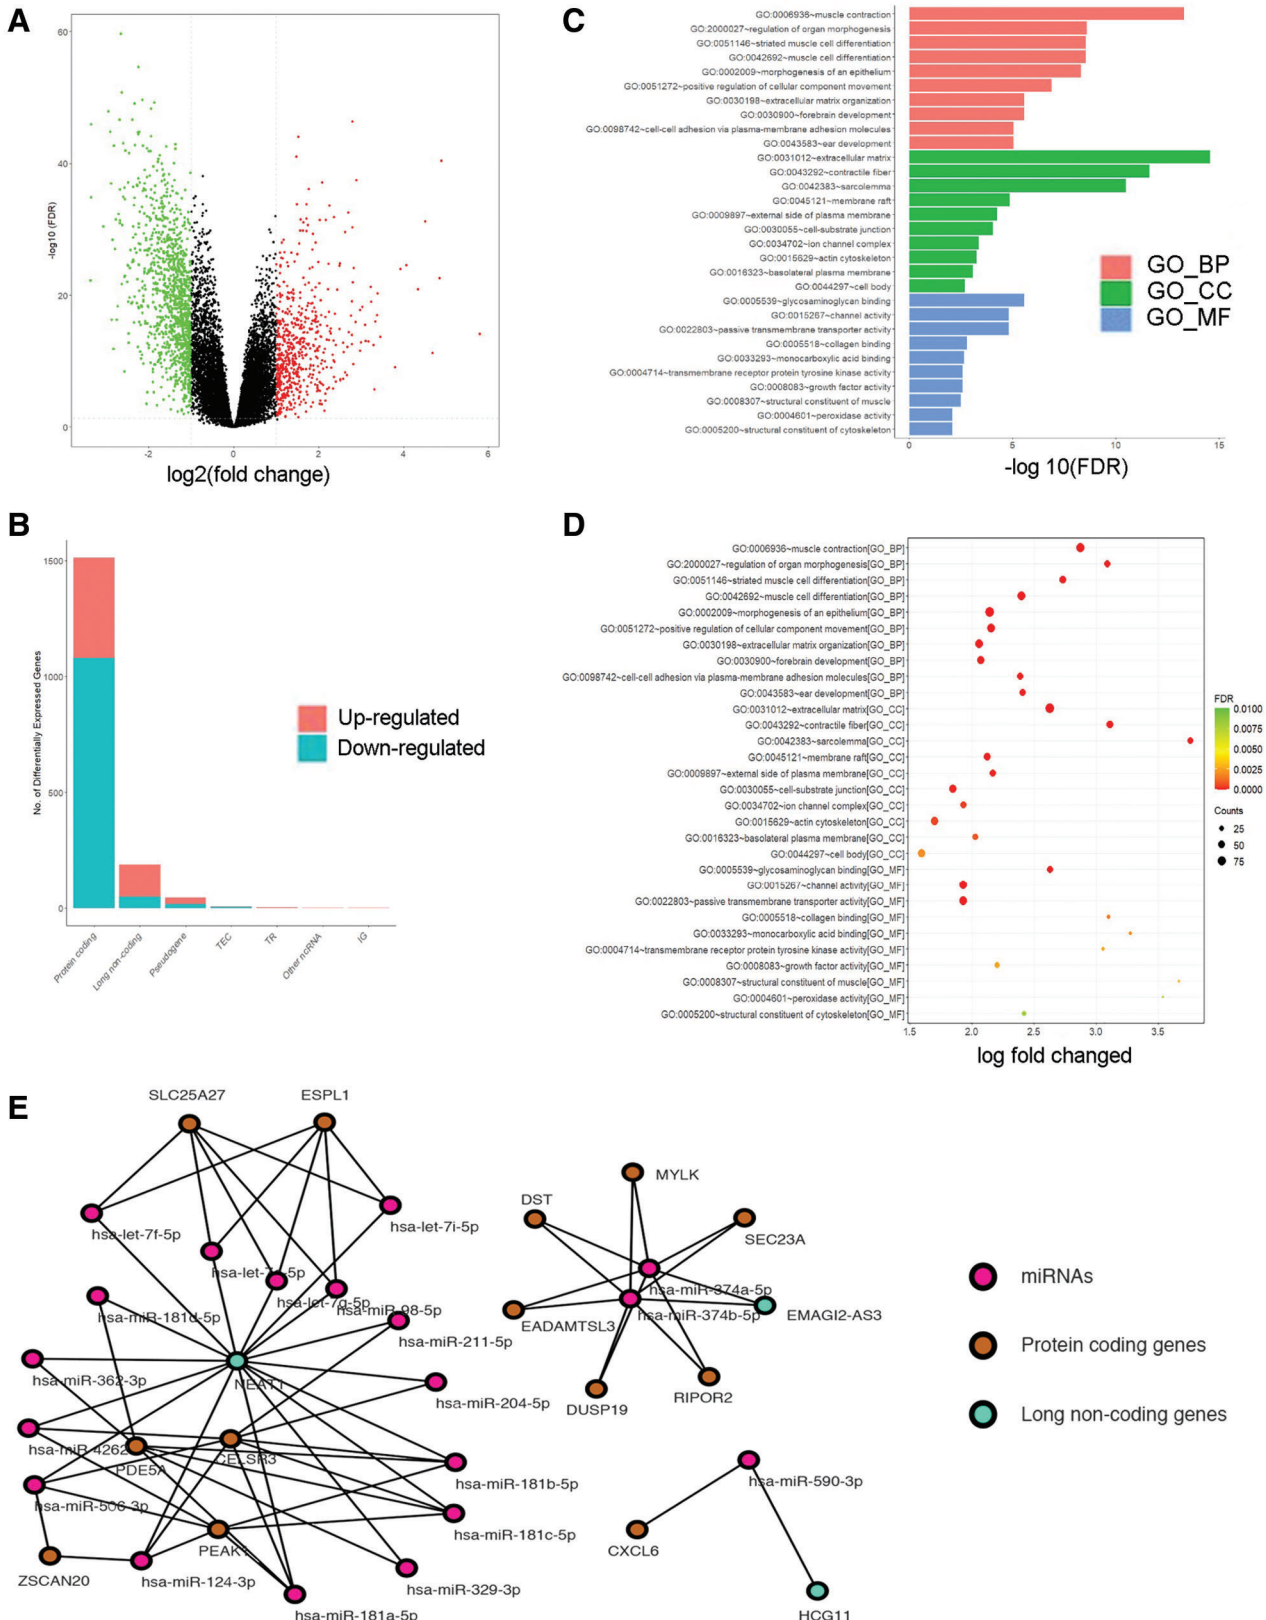 A
60
40
20
0
-log10 (FDR)
-2
0
2
4
6
log2(fold change)
C
GO:0006936~muscle contraction
GO:2000027~regulation of organ morphogenesis
GO:0051146~striated muscle cell differentiation
GO:0042692~muscle cell differentiation
GO:0002009~morphogenesis of an epithelium
GO:0051272~positive regulation of cellular component movement
GO:0030198~extracellular matrix organization
GO:0030900~forebrain development
GO:0098742~cell-cell adhesion via plasma-membrane adhesion molecules
GO:0043583~ear development
GO:0031012~extracellular matrix
GO:0043292~contractile fiber
GO:0042383~sarcolemma
GO:0045121~membrane raft
GO:0009897~external side of plasma membrane
GO:0030055~cell-substrate junction
GO:0034702~ion channel complex
GO:0015629~actin cytoskeleton
GO:0016323~basolateral plasma membrane
GO:0044297~cell body
GO:0005539~glycosaminoglycan binding
GO:0015267~channel activity
GO:0022803~passive transmembrane transporter activity
GO:0005518~collagen binding
GO:0033293~monocarboxylic acid binding
GO:0004714~transmembrane receptor protein tyrosine kinase activity
GO:0008083~growth factor activity
GO:0008307~structural constituent of muscle
GO:0004601~peroxidase activity
GO:0005200~structural constituent of cytoskeleton
0
5
10
15
-log 10(FDR)
GO_BP
GO_CC
GO_MF
B
1500
1000
500
0
No. of Differentially Expressed Genes
Protein coding
Long non-coding
Pseudogene
TEC
TR
Other ncRNA
IG
Up-regulated
Down-regulated
D
GO:0006936~muscle contraction[GO_BP]
GO:2000027~regulation of organ morphogenesis[GO_BP]
GO:0051146~striated muscle cell differentiation[GO_BP]
GO:0042692~muscle cell differentiation[GO_BP]
GO:0002009~morphogenesis of an epithelium[GO_BP]
GO:0051272~positive regulation of cellular component movement[GO_BP]
GO:0030198~extracellular matrix organization[GO_BP]
GO:0030900~forebrain development[GO_BP]
GO:0098742~cell-cell adhesion via plasma-membrane adhesion molecules[GO_BP]
GO:0043583~ear development[GO_BP]
GO:0031012~extracellular matrix[GO_CC]
GO:0043292~contractile fiber[GO_CC]
GO:0042383~sarcolemma[GO_CC]
GO:0045121~membrane raft[GO_CC]
GO:0009897~external side of plasma membrane[GO_CC]
GO:0030055~cell-substrate junction[GO_CC]
GO:0034702~ion channel complex[GO_CC]
GO:0015629~actin cytoskeleton[GO_CC]
GO:0016323~basolateral plasma membrane[GO_CC]
GO:0044297~cell body[GO_CC]
GO:0005539~glycosaminoglycan binding[GO_MF]
GO:0015267~channel activity[GO_MF]
GO:0022803~passive transmembrane transporter activity[GO_MF]
GO:0005518~collagen binding[GO_MF]
GO:0033293~monocarboxylic acid binding[GO_MF]
GO:0004714~transmembrane receptor protein tyrosine kinase activity[GO_MF]
GO:0008083~growth factor activity[GO_MF]
GO:0008307~structural constituent of muscle[GO_MF]
GO:0004601~peroxidase activity[GO_MF]
GO:0005200~structural constituent of cytoskeleton[GO_MF]
1.5
2.0
2.5
3.0
3.5
log fold changed
FDR
0.0100
0.0075
0.0050
0.0025
0.0000
Counts
25
50
75
E
SLC25A27
ESPL1
hsa-let-7f-5p
hsa-let-7i-5p
hsa-let-7g-5p
hsa-miR-98-5p
hsa-miR-181d-5p
hsa-miR-211-5p
NEAT1
hsa-miR-362-3p
hsa-miR-204-5p
hsa-miR-4262
PDE5A
CELSR3
hsa-miR-181b-5p
hsa-miR-506-3p
hsa-miR-181c-5p
PEAK1
ZSCAN20
hsa-miR-124-3p
hsa-miR-329-3p
hsa-miR-181a-5p
MYLK
DST
SEC23A
hsa-miR-374a-5p
hsa-miR-374b-5p
EMAGI2-AS3
EADAMTSL3
DUSP19
RIPOR2
hsa-miR-590-3p
CXCL6
HCG11
miRNAs
Protein coding genes
Long non-coding genes